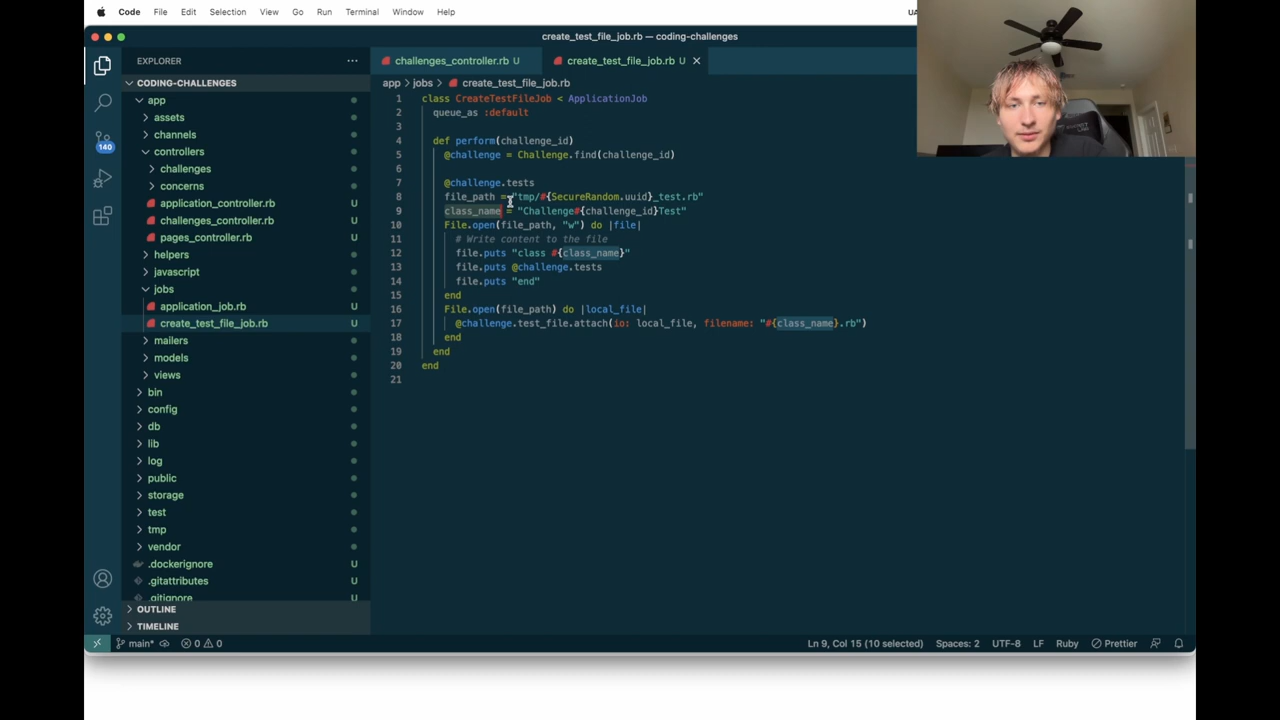 Code File Edit Selection View Go Run Terminal Window Help UA
create_test_file_job.rb — coding-challenges
EXPLORER
challenges_controller.rb U
create_test_file_job.rb U
CODING-CHALLENGES
app > jobs > create_test_file_job.rb
app
assets
channels
controllers
challenges
concerns
application_controller.rb U
challenges_controller.rb U
pages_controller.rb U
helpers
javascript
jobs
application_job.rb U
create_test_file_job.rb U
mailers
models
views
bin
config
db
lib
log
public
storage
test
tmp
vendor
.dockerignore U
.gitattributes U
.gitignore U
OUTLINE
TIMELINE
140
1 class CreateTestFileJob < ApplicationJob
2 queue_as :default
3
4 def perform(challenge_id)
5 @challenge = Challenge.find(challenge_id)
6
7 @challenge.tests
8 file_path = "tmp/#{SecureRandom.uuid}_test.rb"
9 class_name = "Challenge#{challenge_id}Test"
10 File.open(file_path, "w") do |file|
11 # Write content to the file
12 file.puts "class #{class_name}"
13 file.puts @challenge.tests
14 file.puts "end"
15 end
16 File.open(file_path) do |local_file|
17 @challenge.test_file.attach(io: local_file, filename: "#{class_name}.rb")
18 end
19 end
20 end
21
main* 0 0 Ln 9, Col 15 (10 selected) Spaces: 2 UTF-8 LF Ruby Prettier